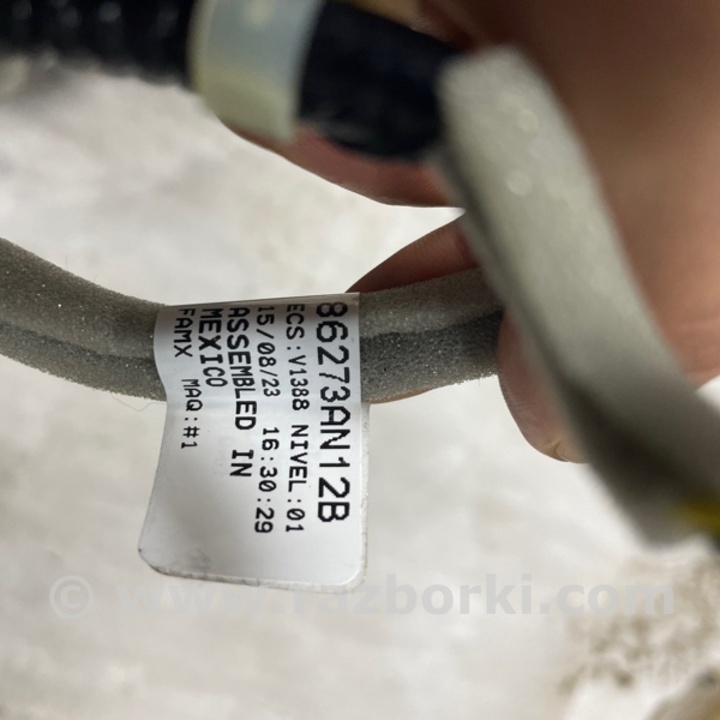 86273AN12B
ECS:V1388 NIVEL:01
15/08/23 16:30:29
ASSEMBLED IN
MEXICO
FAMX MAQ:#1
© www.razborki.com